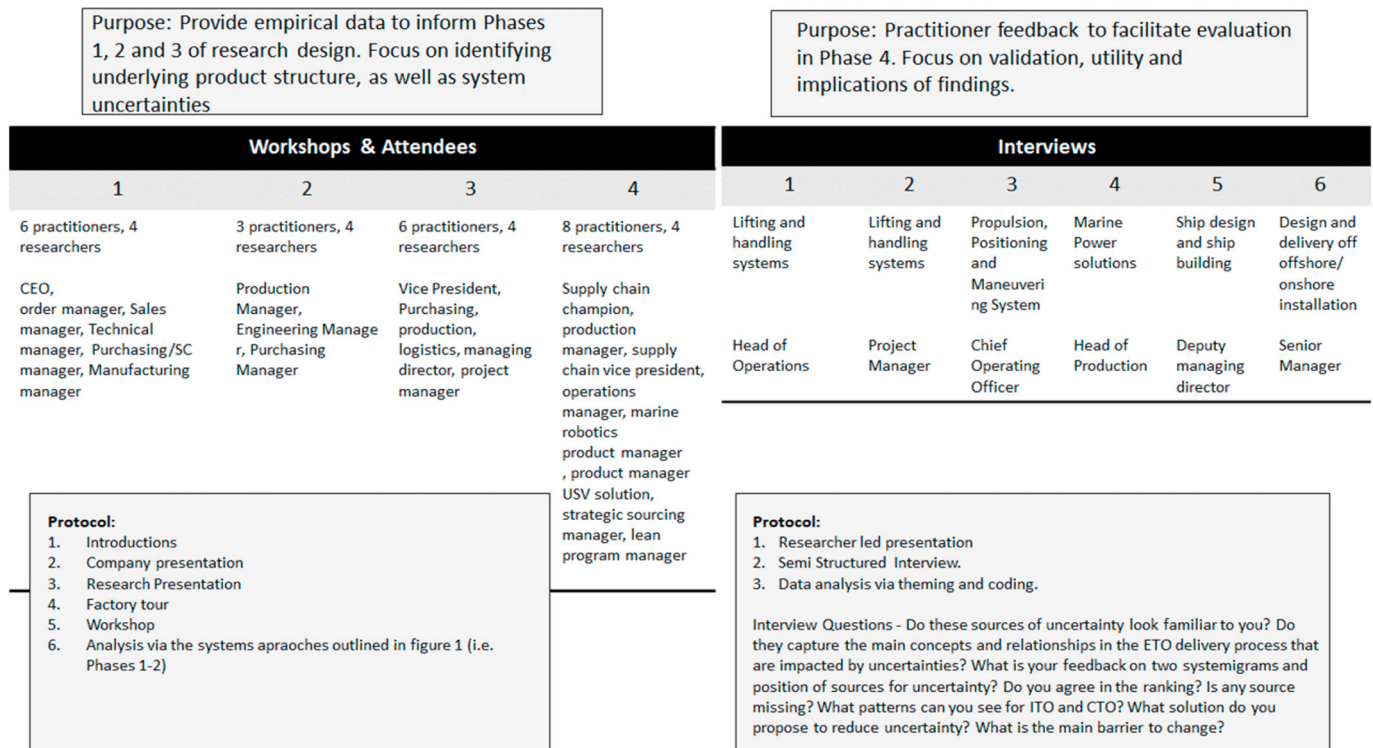 Purpose: Provide empirical data to inform Phases
1, 2 and 3 of research design. Focus on identifying
underlying product structure, as well as system
uncertainties
Workshops & Attendees
1
2
3
4
6 practitioners, 4
researchers
CEO,
order manager, Sales
manager, Technical
manager, Purchasing/SC
manager, Manufacturing
manager
3 practitioners, 4
researchers
Production
Manager,
Engineering Manage
r, Purchasing
Manager
6 practitioners, 4
researchers
Vice President,
Purchasing,
production,
logistics, managing
director, project
manager
8 practitioners, 4
researchers
Supply chain
champion,
production
manager, supply
chain vice president,
operations
manager, marine
robotics
product manager
, product manager
USV solution,
strategic sourcing
manager, lean
program manager
Protocol:
1. Introductions
2. Company presentation
3. Research Presentation
4. Factory tour
5. Workshop
6. Analysis via the systems apraoches outlined in figure 1 (i.e.
Phases 1-2)
Purpose: Practitioner feedback to facilitate evaluation
in Phase 4. Focus on validation, utility and
implications of findings.
Interviews
1
2
3
4
5
6
Lifting and
handling
systems
Head of
Operations
Lifting and
handling
systems
Project
Manager
Propulsion,
Positioning
and
Maneuveri
ng System
Chief
Operating
Officer
Marine
Power
solutions
Head of
Production
Ship design
and ship
building
Deputy
managing
director
Design and
delivery off
offshore/
onshore
installation
Senior
Manager
Protocol:
1. Researcher led presentation
2. Semi Structured Interview.
3. Data analysis via theming and coding.
Interview Questions - Do these sources of uncertainty look familiar to you? Do
they capture the main concepts and relationships in the ETO delivery process that
are impacted by uncertainties? What is your feedback on two systemigrams and
position of sources for uncertainty? Do you agree in the ranking? Is any source
missing? What patterns can you see for ITO and CTO? What solution do you
propose to reduce uncertainty? What is the main barrier to change?